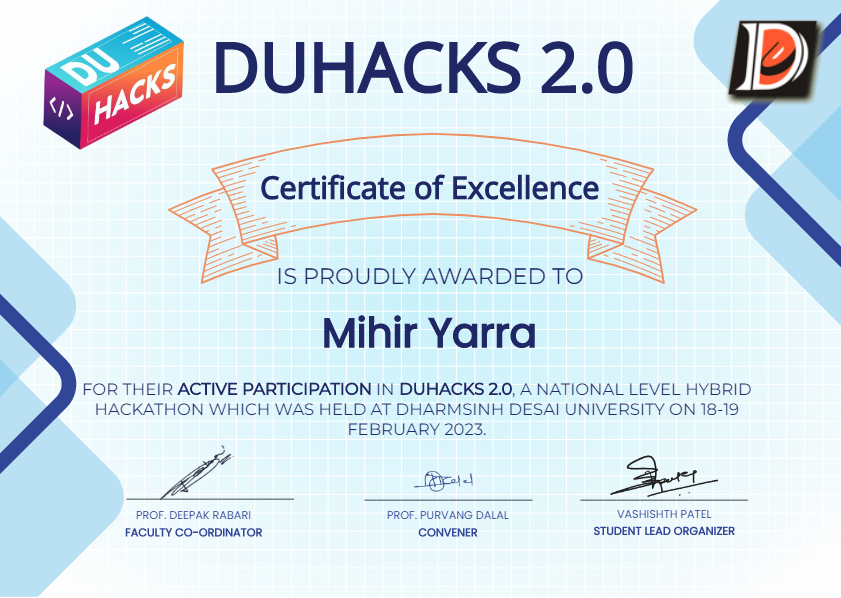 DU
HACKS
</>
DUHACKS 2.0
Certificate of Excellence
IS PROUDLY AWARDED TO
Mihir Yarra
FOR THEIR ACTIVE PARTICIPATION IN DUHACKS 2.0, A NATIONAL LEVEL HYBRID
HACKATHON WHICH WAS HELD AT DHARMSINH DESAI UNIVERSITY ON 18-19
FEBRUARY 2023.
PROF. DEEPAK RABARI
FACULTY CO-ORDINATOR
PROF. PURVANG DALAL
CONVENER
VASHISHTH PATEL
STUDENT LEAD ORGANIZER